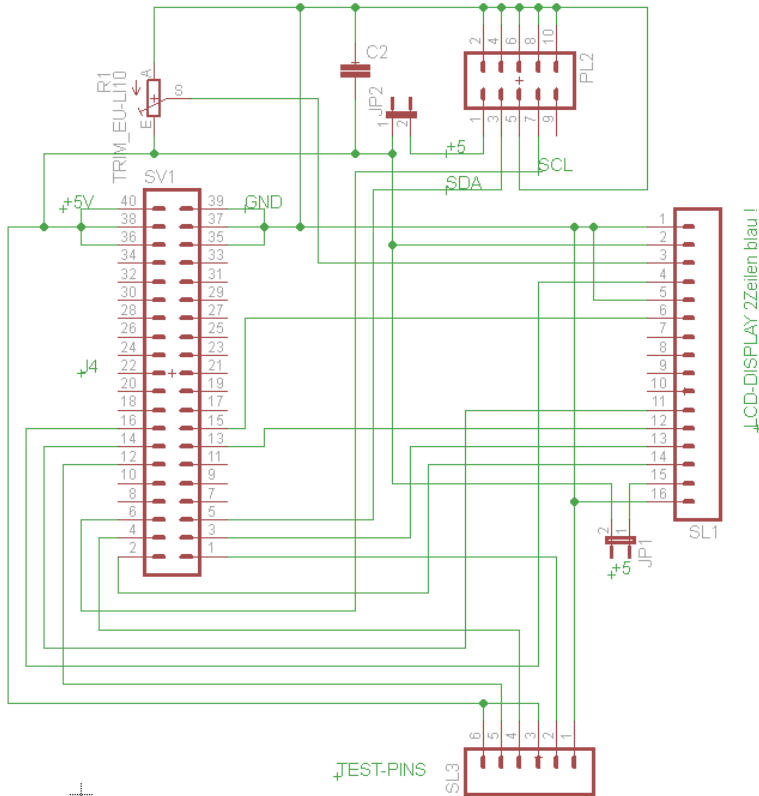 2 4 6 8 10
PL2
C2
JP2
1 2
R1
TRIM_EU-LI10
A
S
E
1 3 5 7 9
+5
SCL
SDA
SV1
+5V
GND
40 39
38 37
36 35
34 33
32 31
30 29
28 27
26 25
24 23
22 21
20 19
18 17
16 15
14 13
12 11
10 9
8 7
6 5
4 3
2 1
J4
1
2
3
4
5
6
7
8
9
10
11
12
13
14
15
16
SL1
LCD-DISPLAY 2Zeilen blau !
2 1
JP1
+5
TEST-PINS
SL3
6 5 4 3 2 1